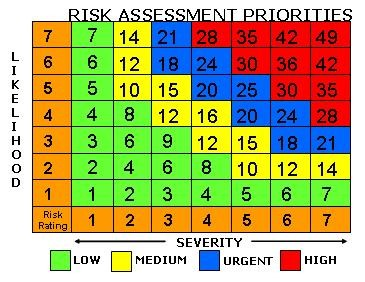 RISK ASSESSMENT PRIORITIES
LIKELIHOOD
7 7 14 21 28 35 42 49
6 6 12 18 24 30 36 42
5 5 10 15 20 25 30 35
4 4 8 12 16 20 24 28
3 3 6 9 12 15 18 21
2 2 4 6 8 10 12 14
1 1 2 3 4 5 6 7
Risk
Rating 1 2 3 4 5 6 7
SEVERITY
LOW MEDIUM URGENT HIGH